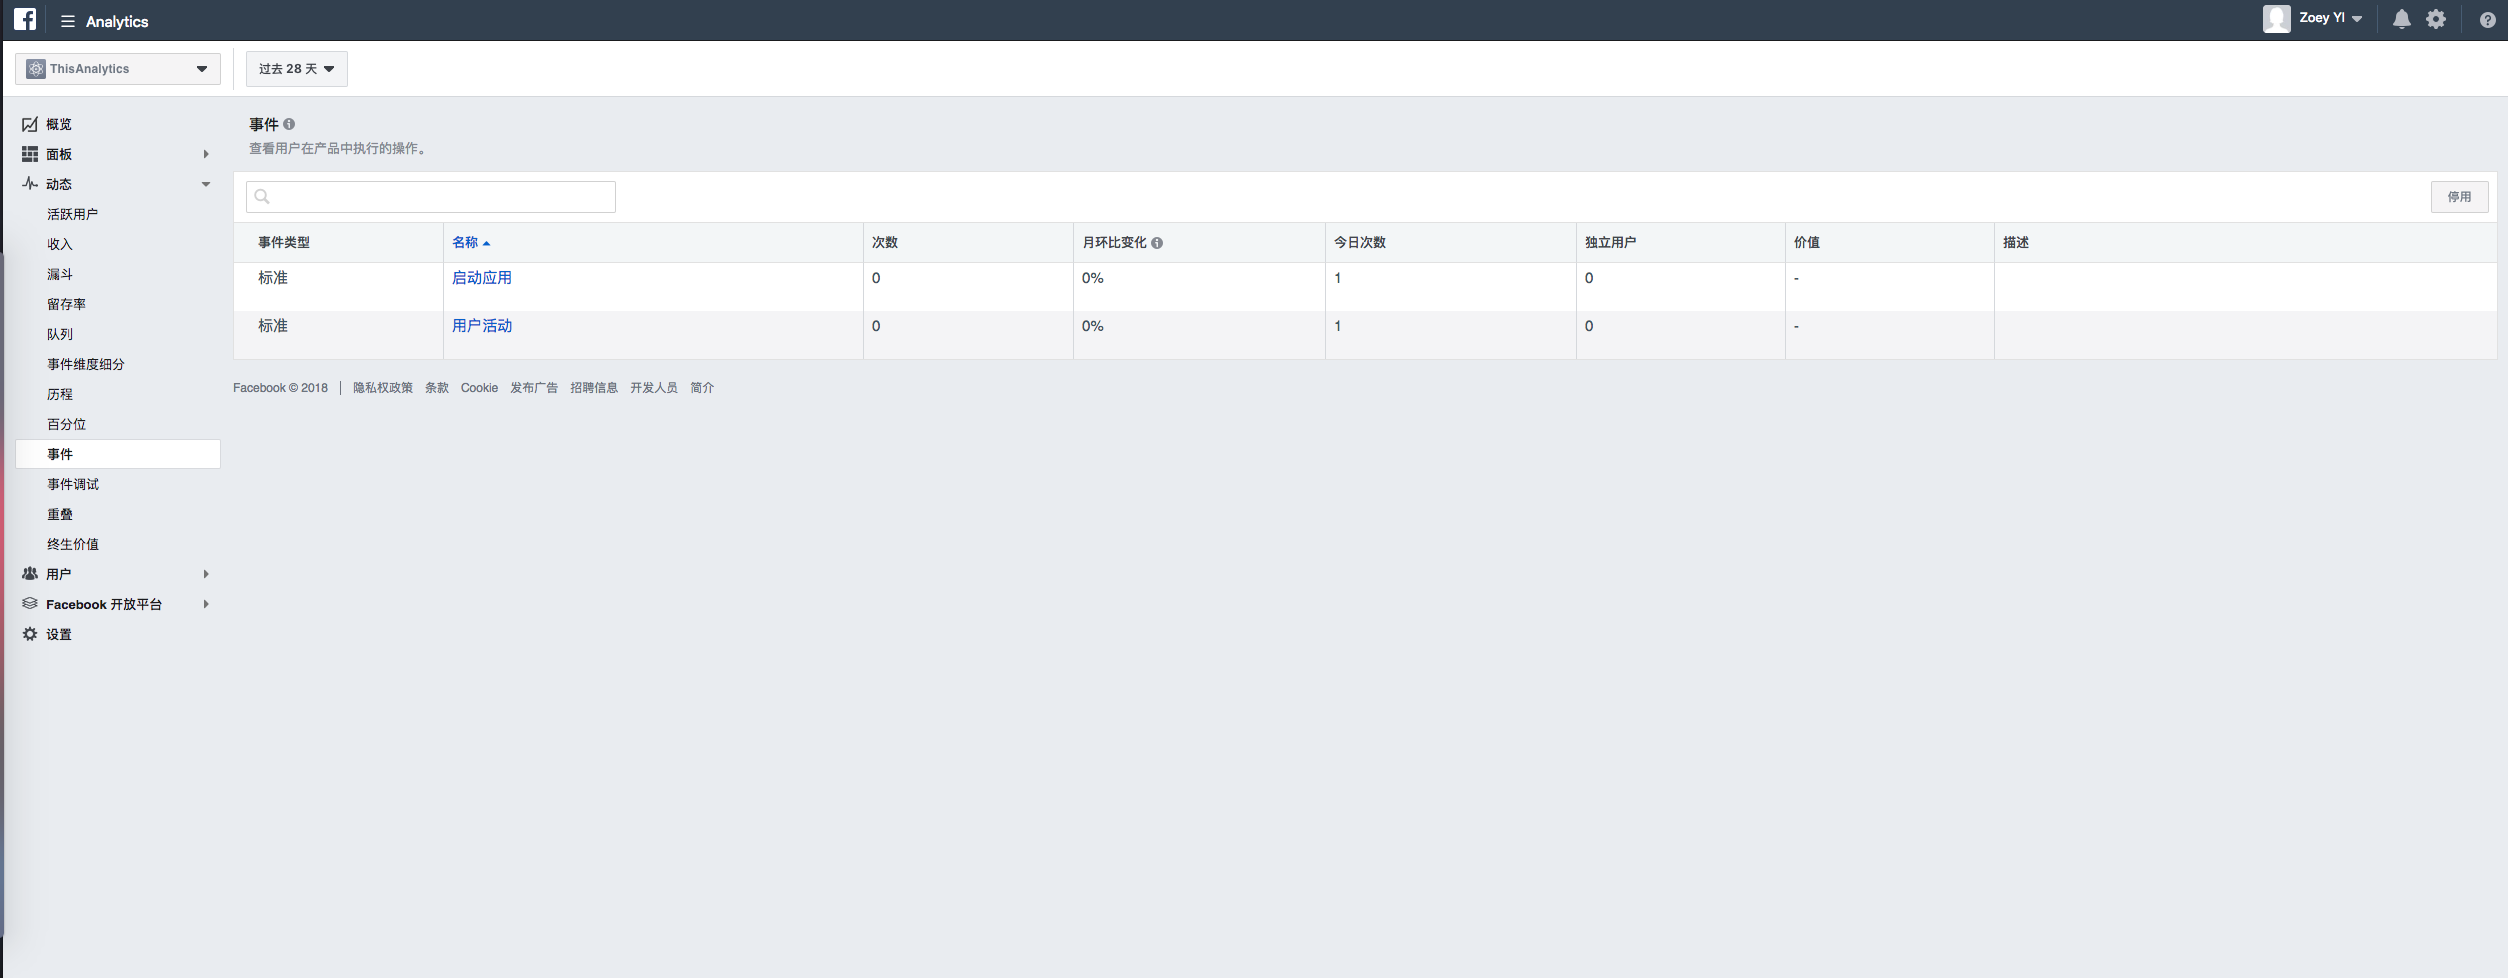 Analytics
Zoey YI
ThisAnalytics
过去 28 天
概览
面板
动态
活跃用户
收入
漏斗
留存率
队列
事件维度细分
历程
百分位
事件
事件调试
重叠
终生价值
用户
Facebook 开放平台
设置
事件
查看用户在产品中执行的操作。
停用
事件类型 名称 次数 月环比变化 今日次数 独立用户 价值 描述
标准 启动应用 0 0% 1 0 -
标准 用户活动 0 0% 1 0 -
Facebook © 2018 隐私权政策 条款 Cookie 发布广告 招聘信息 开发人员 简介